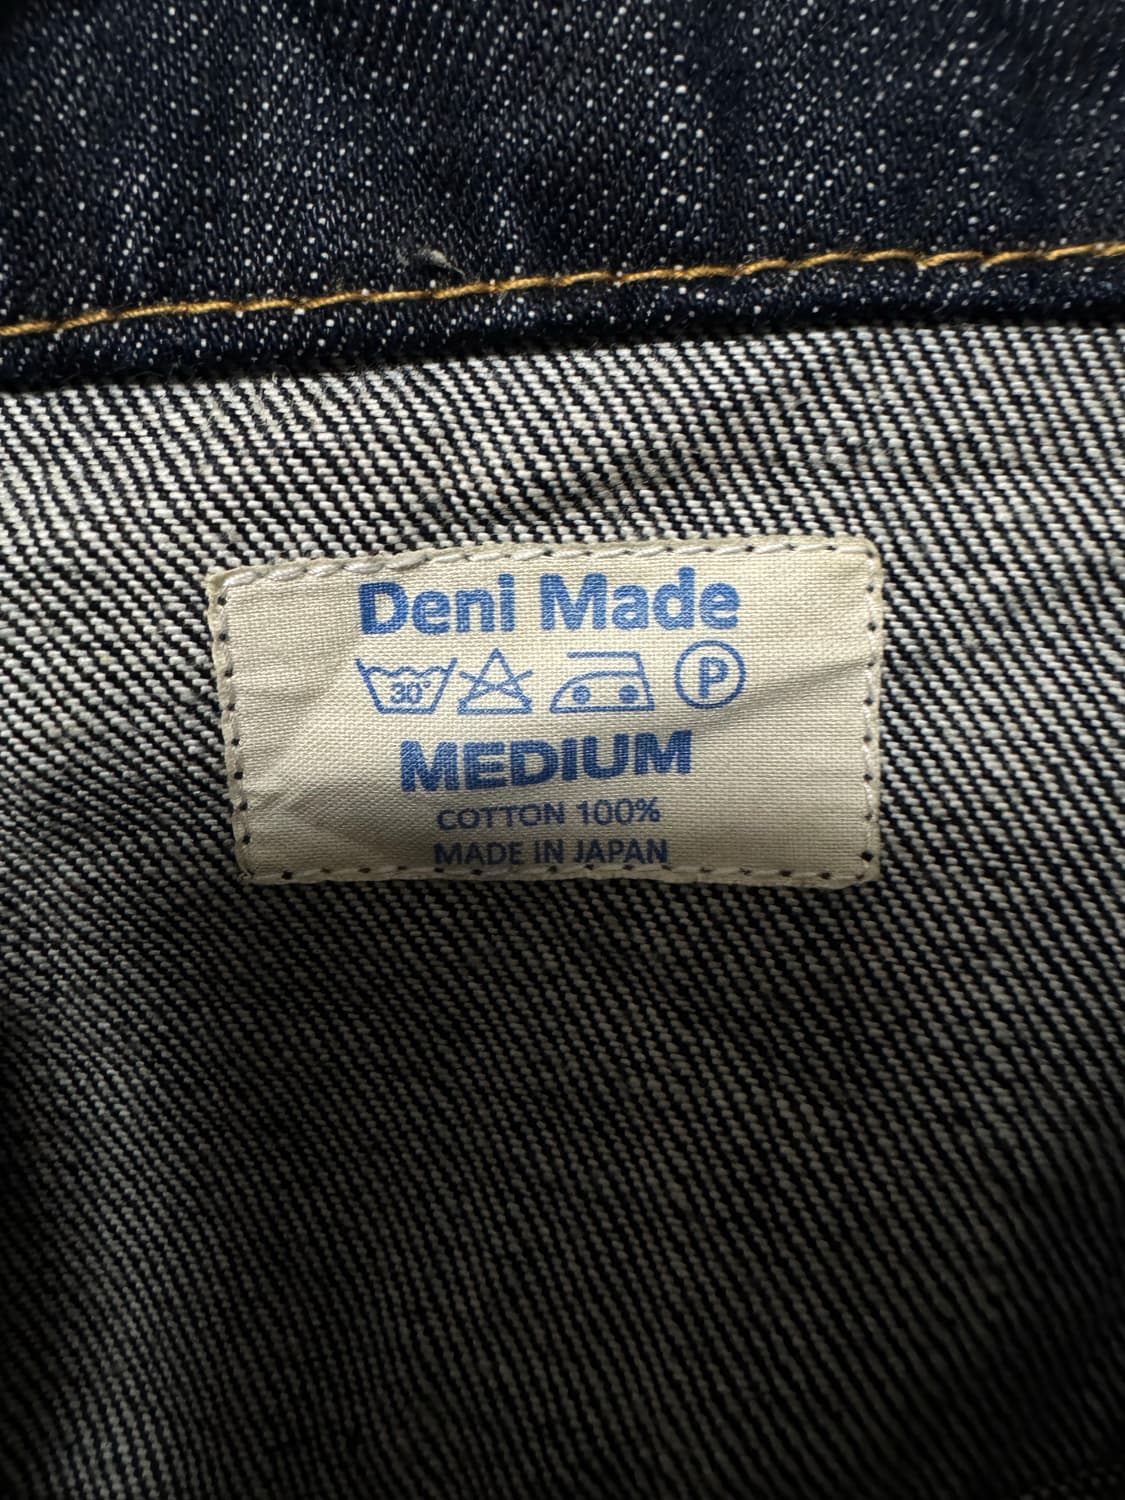 Deni Made
30° P
MEDIUM
COTTON 100%
MADE IN JAPAN